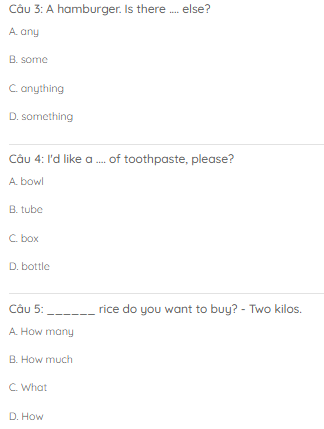 Câu 3: A hamburger. Is there .... else?
A. any
B. some
C. anything
D. something
Câu 4: I'd like a .... of toothpaste, please?
A. bowl
B. tube
C. box
D. bottle
Câu 5: ______ rice do you want to buy? - Two kilos.
A. How many
B. How much
C. What
D. How